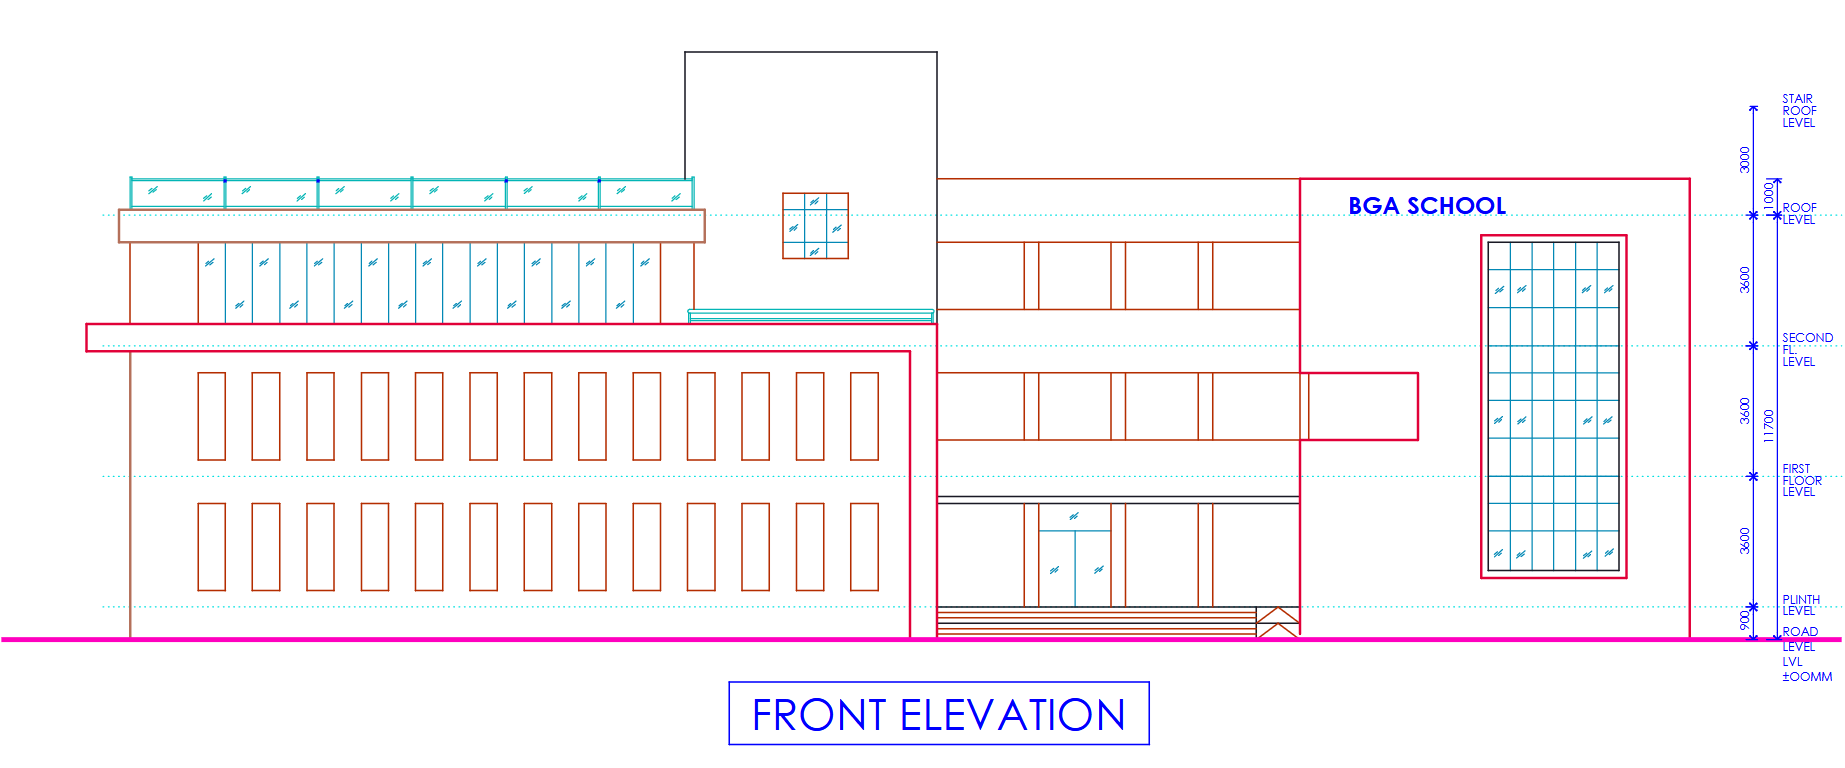 STAIR
ROOF
LEVEL
3000
1000
BGA SCHOOL
ROOF
LEVEL
3600
SECOND
FL.
LEVEL
3600
11700
FIRST
FLOOR
LEVEL
3600
PLINTH
LEVEL
900
ROAD
LEVEL
LVL
±OOMM
FRONT ELEVATION